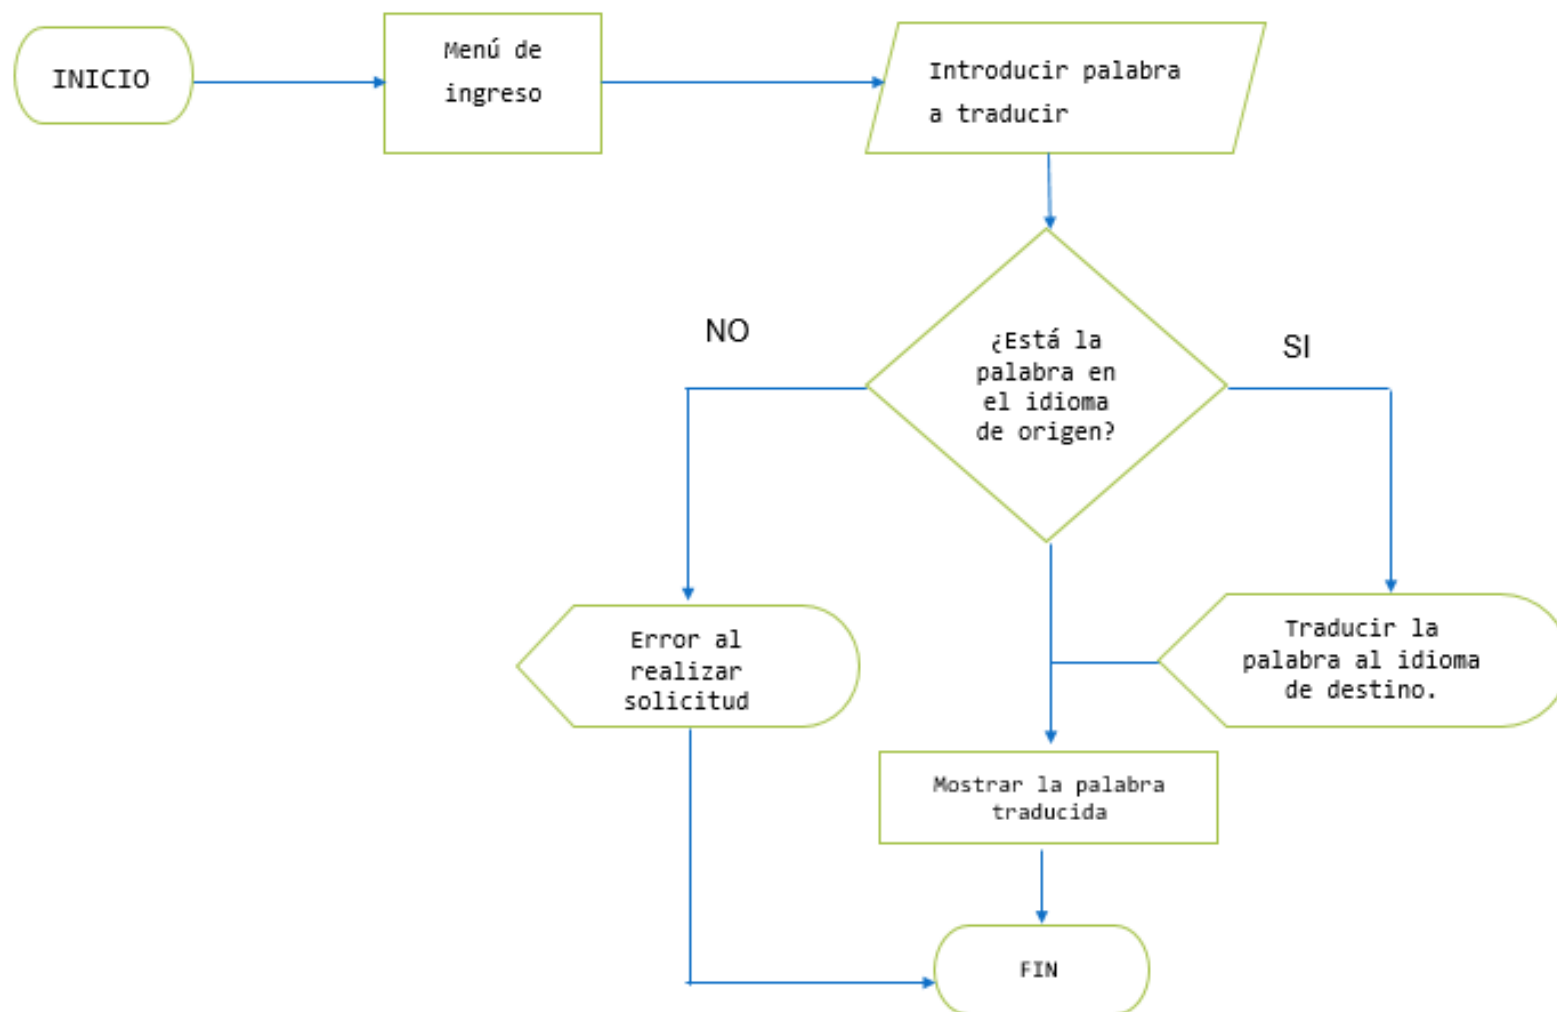 INICIO
Menú de
ingreso
Introducir palabra
a traducir
NO
¿Está la
palabra en
el idioma
de origen?
SI
Error al
realizar
solicitud
Traducir la
palabra al idioma
de destino.
Mostrar la palabra
traducida
FIN